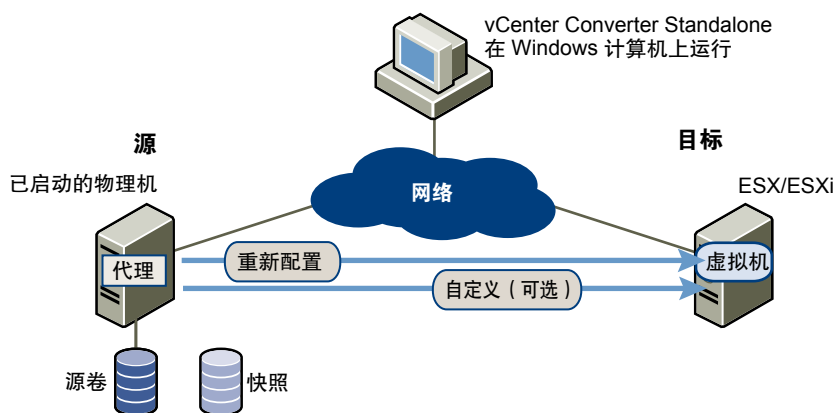 vCenter Converter Standalone
在 Windows 计算机上运行
源
目标
已启动的物理机
网络
ESX/ESXi
代理
重新配置
虚拟机
自定义（可选）
源卷
快照